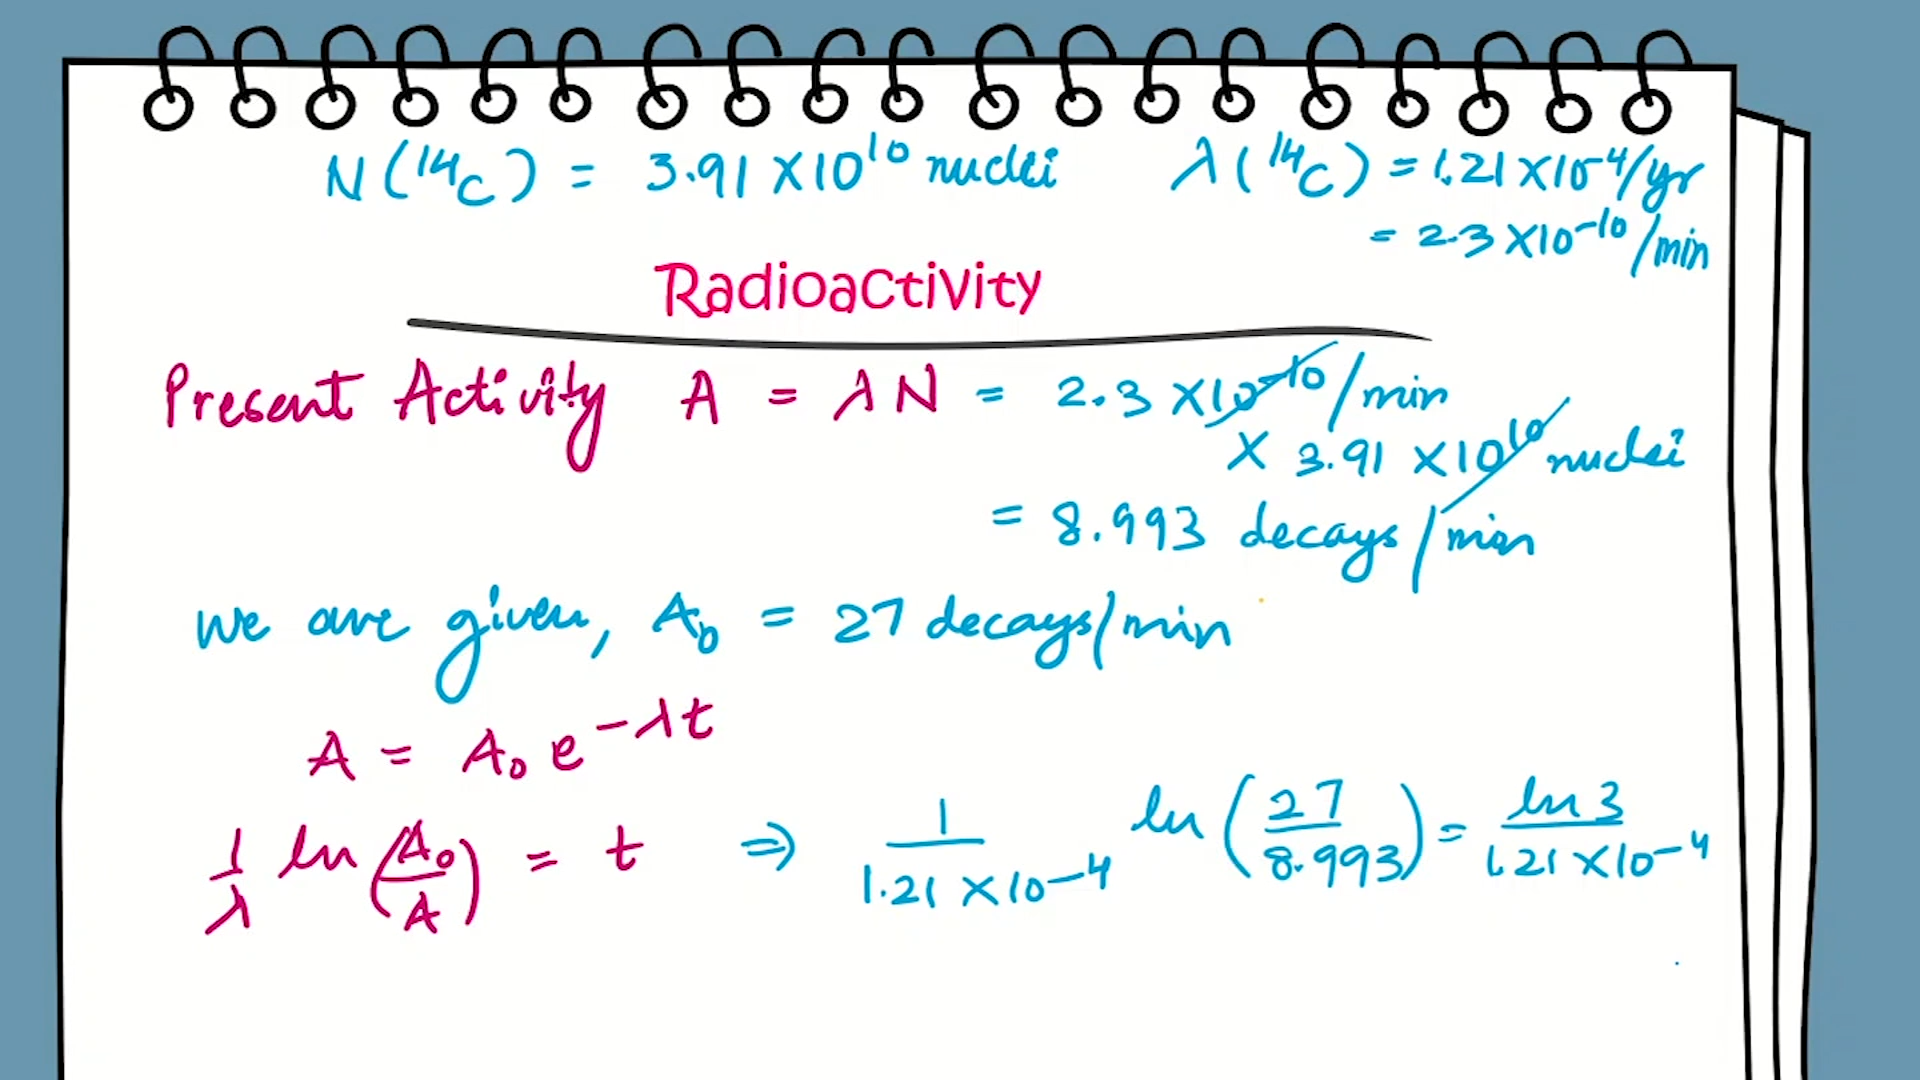 N(¹⁴C) = 3.91 X10¹⁰ nuclei λ(¹⁴C) = 1.21 X10⁻⁴/yr
= 2.3 X10⁻¹⁰/min
Radioactivity
Present Activity A = λN = 2.3 X10⁻¹⁰/min
X 3.91 X10¹⁰ nuclei
= 8.993 decays/min
we are given, A₀ = 27 decays/min
A = A₀ e^-λt
1/λ ln (A₀/A) = t ⇒ 1/1.21 X10⁻⁴ ln (27/8.993) = ln 3/1.21 X10⁻⁴